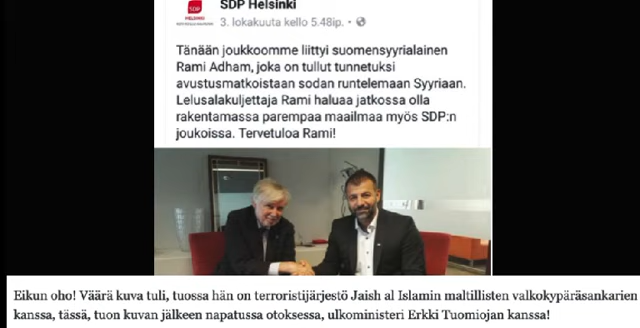 SDP Helsinki
SDP
HELSINKI
3. lokakuuta kello 5.48ip. ·
Tänään joukkoomme liittyi suomensyyrialainen
Rami Adham, joka on tullut tunnetuksi
avustusmatkoistaan sodan runtelemaan Syyriaan.
Lelusalakuljettaja Rami haluaa jatkossa olla
rakentamassa parempaa maailmaa myös SDP:n
joukoissa. Tervetuloa Rami!
Eikun oho! Väärä kuva tuli, tuossa hän on terroristijärjestö Jaish al Islamin maltillisten valkokypäräsankarien
kanssa, tässä, tuon kuvan jälkeen napatussa otoksessa, ulkoministeri Erkki Tuomiojan kanssa!